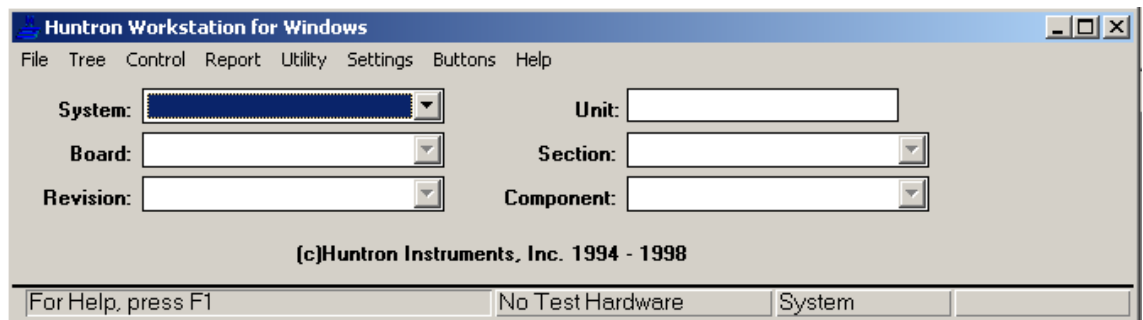 Huntron Workstation for Windows
File Tree Control Report Utility Settings Buttons Help
System: Unit:
Board: Section:
Revision: Component:
(c)Huntron Instruments, Inc. 1994 - 1998
For Help, press F1 No Test Hardware System